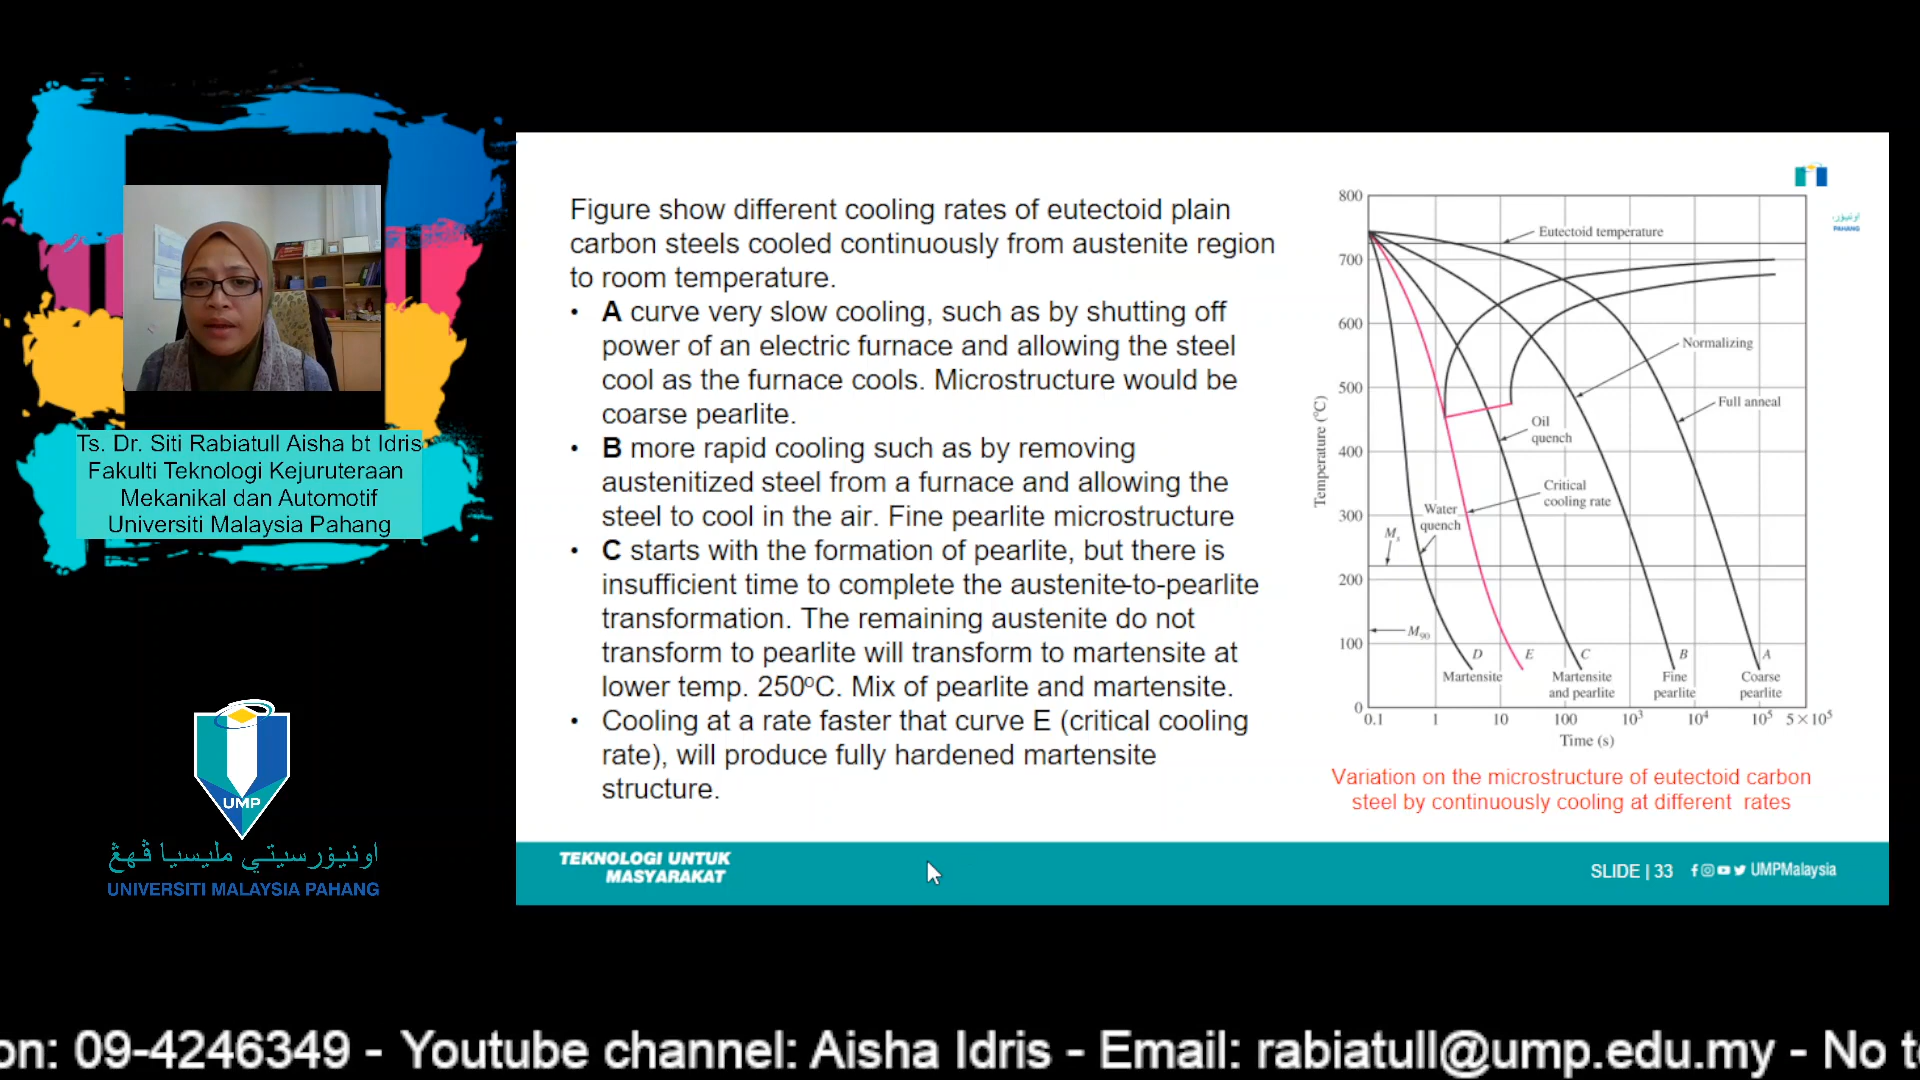 Ts. Dr. Siti Rabiatull Aisha bt Idris
Fakulti Teknologi Kejuruteraan
Mekanikal dan Automotif
Universiti Malaysia Pahang
UMP
اونيۏرسيتي مليسيا ڤهڠ
UNIVERSITI MALAYSIA PAHANG
Figure show different cooling rates of eutectoid plain
carbon steels cooled continuously from austenite region
to room temperature.
• A curve very slow cooling, such as by shutting off
power of an electric furnace and allowing the steel
cool as the furnace cools. Microstructure would be
coarse pearlite.
• B more rapid cooling such as by removing
austenitized steel from a furnace and allowing the
steel to cool in the air. Fine pearlite microstructure
• C starts with the formation of pearlite, but there is
insufficient time to complete the austenite-to-pearlite
transformation. The remaining austenite do not
transform to pearlite will transform to martensite at
lower temp. 250ºC. Mix of pearlite and martensite.
• Cooling at a rate faster that curve E (critical cooling
rate), will produce fully hardened martensite
structure.
PAHANG
800
700
600
500
400
300
200
100
0
Temperature (°C)
Eutectoid temperature
Normalizing
Full anneal
Oil
quench
Critical
cooling rate
Water
quench
Ms
M90
D
E
C
B
A
Martensite
Martensite
and pearlite
Fine
pearlite
Coarse
pearlite
0.1 1 10 100 10³ 10⁴ 10⁵ 5 × 10⁵
Time (s)
Variation on the microstructure of eutectoid carbon
steel by continuously cooling at different rates
TEKNOLOGI UNTUK
MASYARAKAT
SLIDE | 33
UMPMalaysia
on: 09-4246349 - Youtube channel: Aisha Idris - Email: rabiatull@ump.edu.my - No